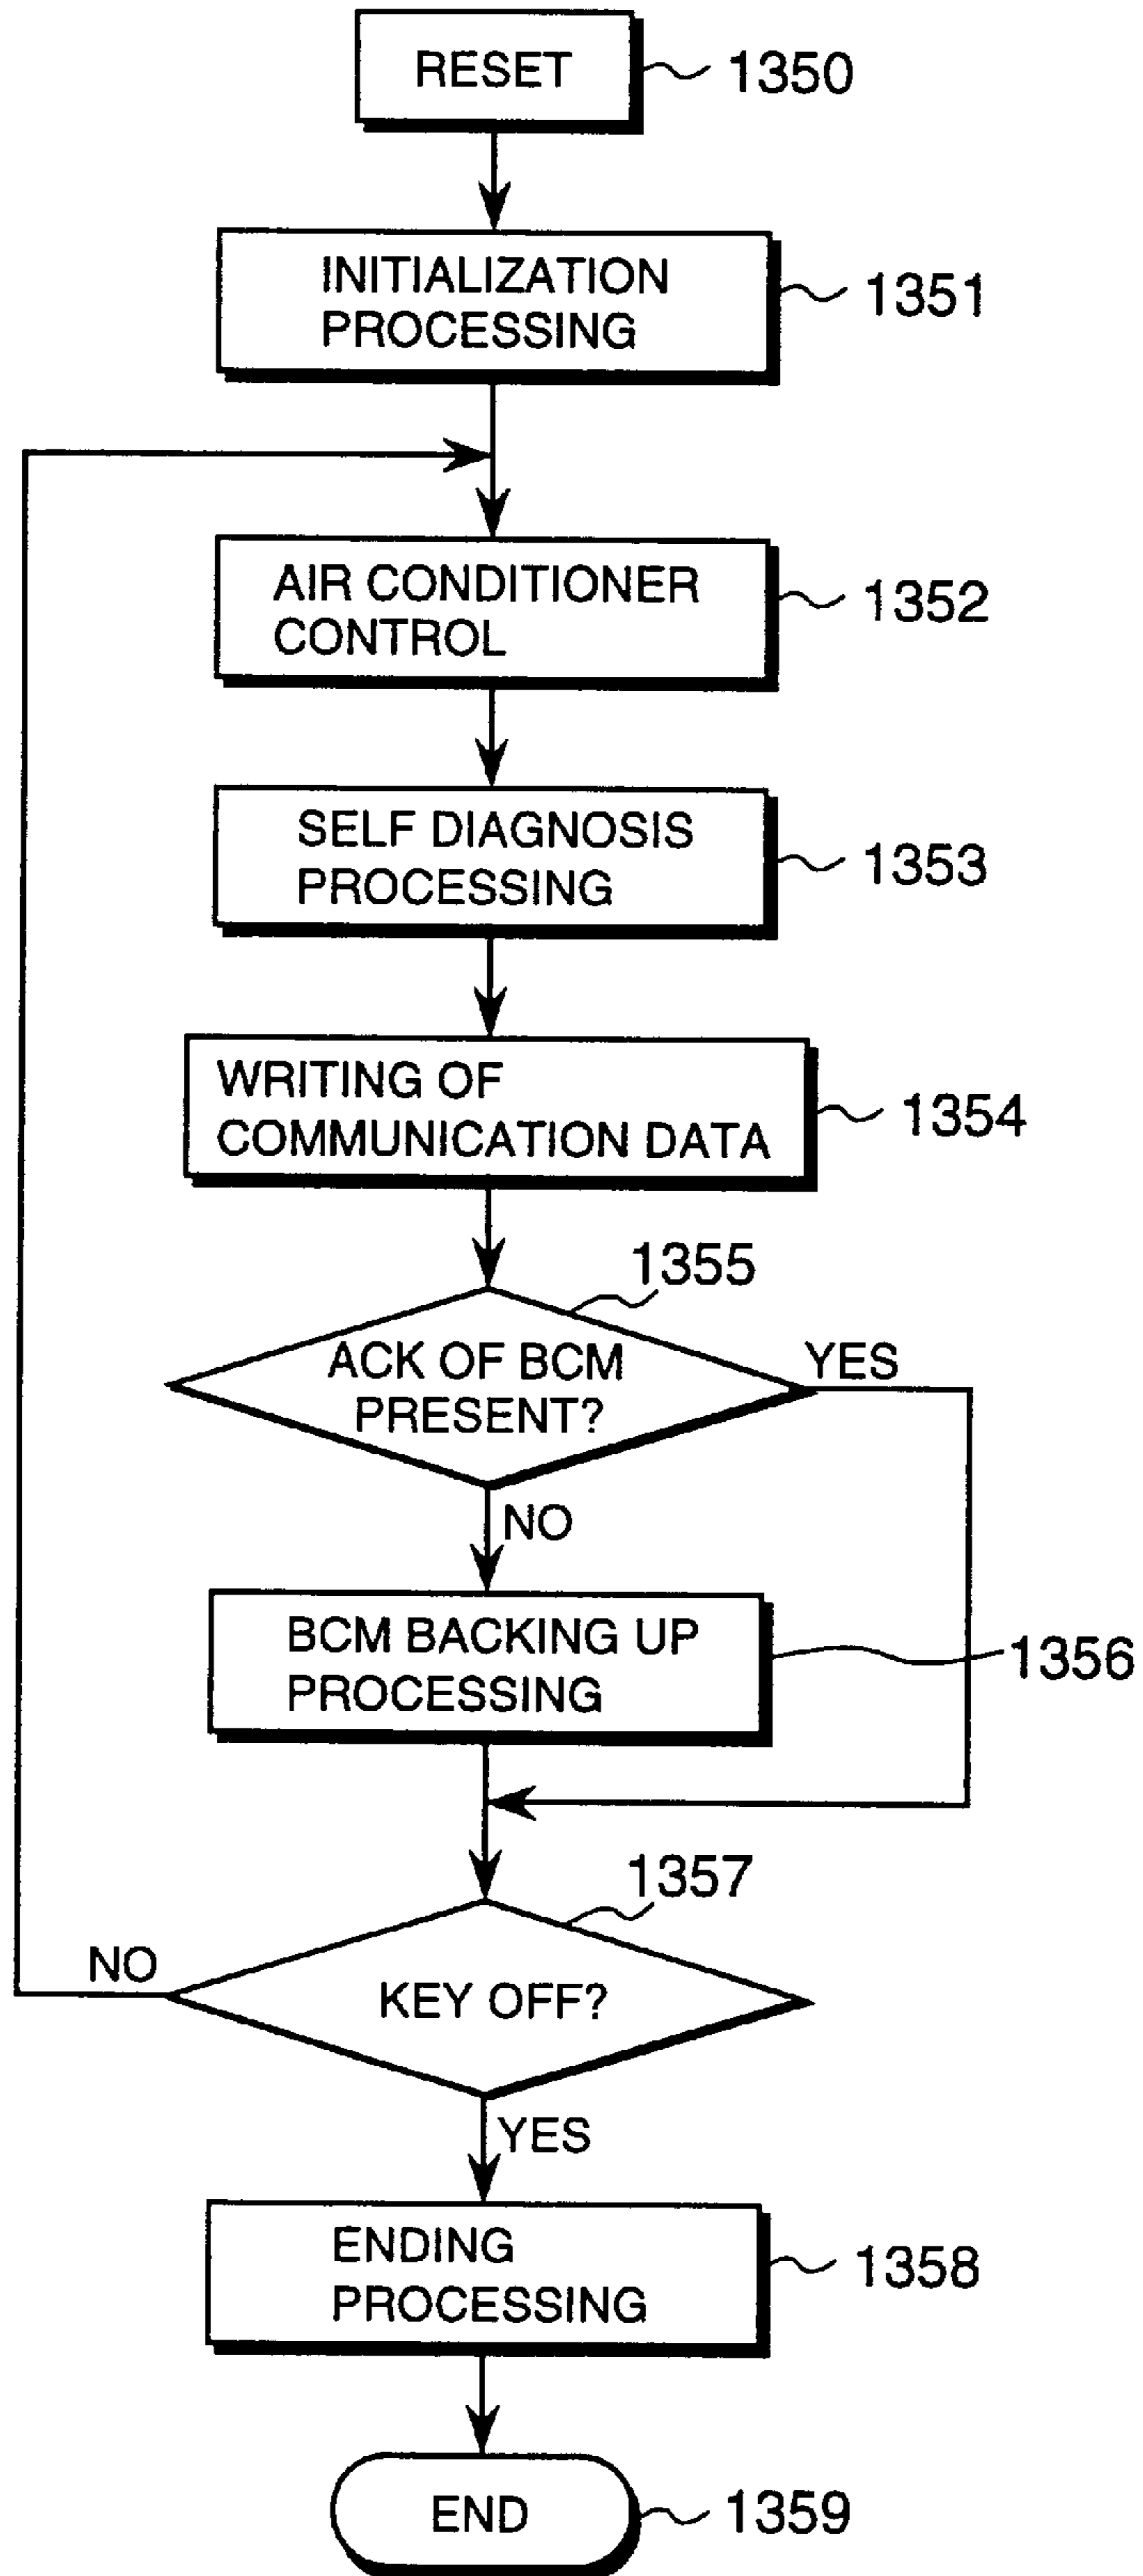 RESET
1350
INITIALIZATION
PROCESSING
1351
AIR CONDITIONER
CONTROL
1352
SELF DIAGNOSIS
PROCESSING
1353
WRITING OF
COMMUNICATION DATA
1354
1355
ACK OF BCM
PRESENT?
YES
NO
BCM BACKING UP
PROCESSING
1356
1357
NO
KEY OFF?
YES
ENDING
PROCESSING
1358
END
1359